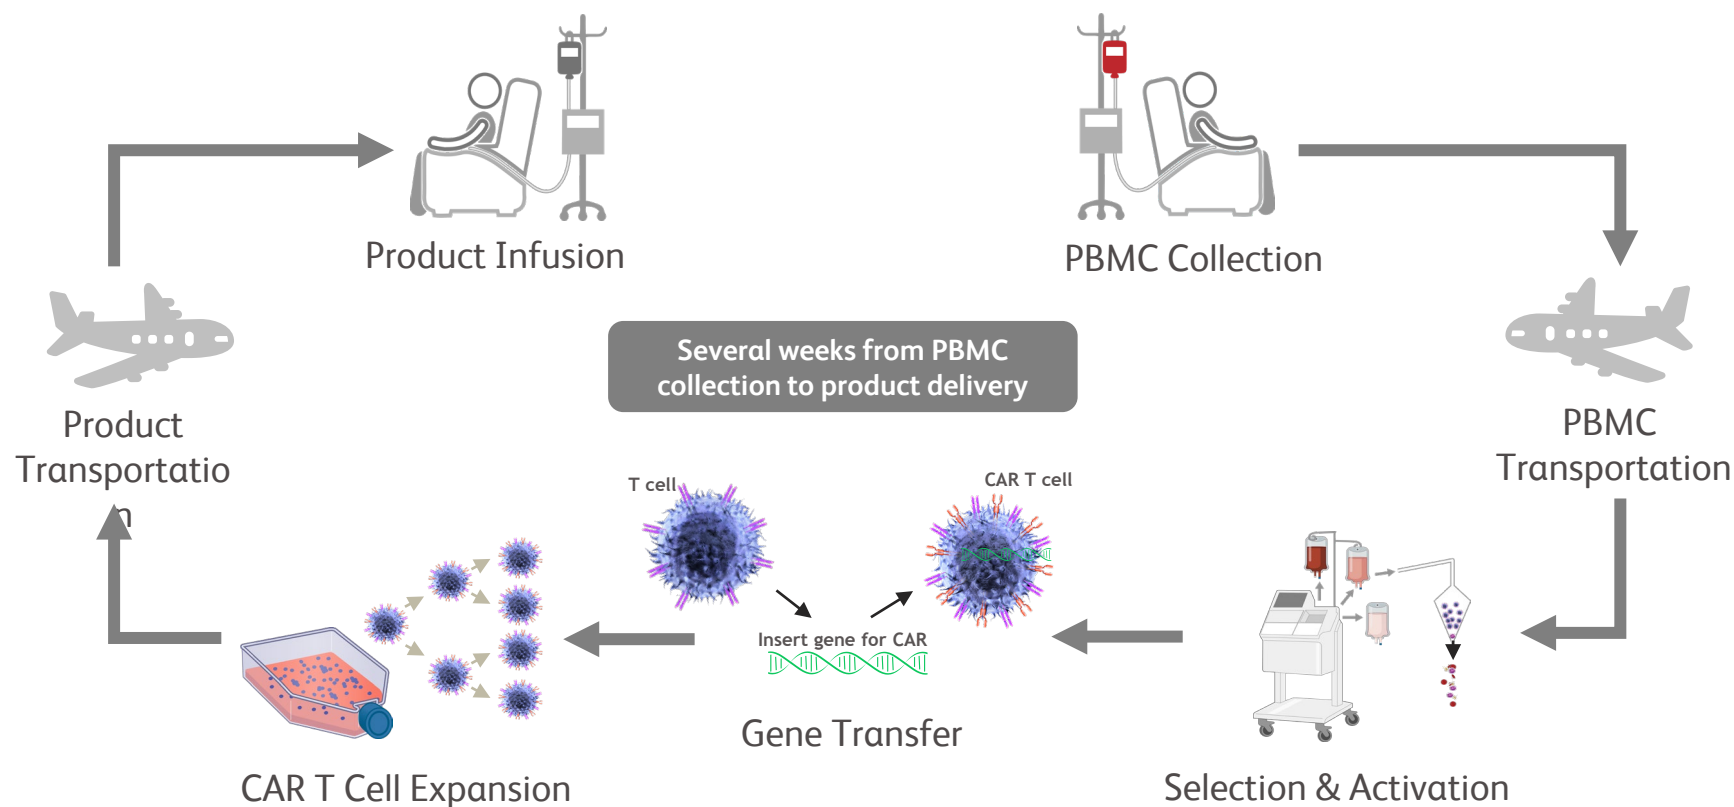 Product Infusion
PBMC Collection
Several weeks from PBMC
collection to product delivery
Product
Transportatio
n
PBMC
Transportation
T cell
CAR T cell
Insert gene for CAR
Gene Transfer
CAR T Cell Expansion
Selection & Activation